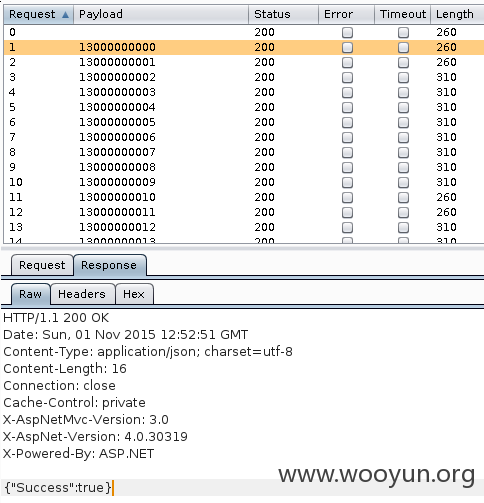 Request Payload Status Error Timeout Length
0 200 260
1 13000000000 200 260
2 13000000001 200 260
3 13000000002 200 310
4 13000000003 200 310
5 13000000004 200 310
6 13000000005 200 310
7 13000000006 200 310
8 13000000007 200 310
9 13000000008 200 310
10 13000000009 200 310
11 13000000010 200 260
12 13000000011 200 260
13 13000000012 200 310
14 13000000013 200 310
Request Response
Raw Headers Hex
HTTP/1.1 200 OK
Date: Sun, 01 Nov 2015 12:52:51 GMT
Content-Type: application/json; charset=utf-8
Content-Length: 16
Connection: close
Cache-Control: private
X-AspNetMvc-Version: 3.0
X-AspNet-Version: 4.0.30319
X-Powered-By: ASP.NET
www.wooyun.org
{"Success":true}